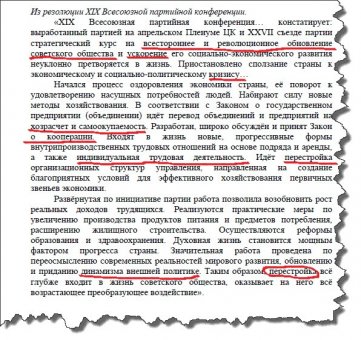 Из резолюции XIX Всесоюзной партийной конференции.
«XIX Всесоюзная партийная конференция… констатирует:
выработанный партией на апрельском Пленуме ЦК и XXVII съезде партии
стратегический курс на всестороннее и революционное обновление
советского общества и ускорение его социально-экономического развития
неуклонно претворяется в жизнь. Приостановлено сползание страны к
экономическому и социально-политическому кризису…
Начался процесс оздоровления экономики страны, её поворот к
удовлетворению насущных потребностей людей. Набирают силу новые
методы хозяйствования. В соответствии с Законом о государственном
предприятии (объединении) идёт перевод объединений и предприятий на
хозрасчет и самоокупаемость. Разработан, широко обсуждён и принят Закон
о кооперации. Входят в жизнь новые, прогрессивные формы
внутрипроизводственных трудовых отношений на основе подряда и аренды,
а также индивидуальная трудовая деятельность. Идёт перестройка
организационных структур управления, направленная на создание
благоприятных условий для эффективного хозяйствования первичных
звеньев экономики.
Развёрнутая по инициативе партии работа позволила возобновить рост
реальных доходов трудящихся. Реализуются практические меры по
увеличению производства продуктов питания и предметов потребления,
расширению жилищного строительства. Осуществляются реформы
образования и здравоохранения. Духовная жизнь становится мощным
фактором прогресса страны. Значительная работа проведена по
переосмыслению современных реальностей мирового развития, обновлению
и приданию динамизма внешней политике. Таким образом, перестройка всё
глубже входит в жизнь советского общества, оказывает на него всё
возрастающее преобразующее воздействие».